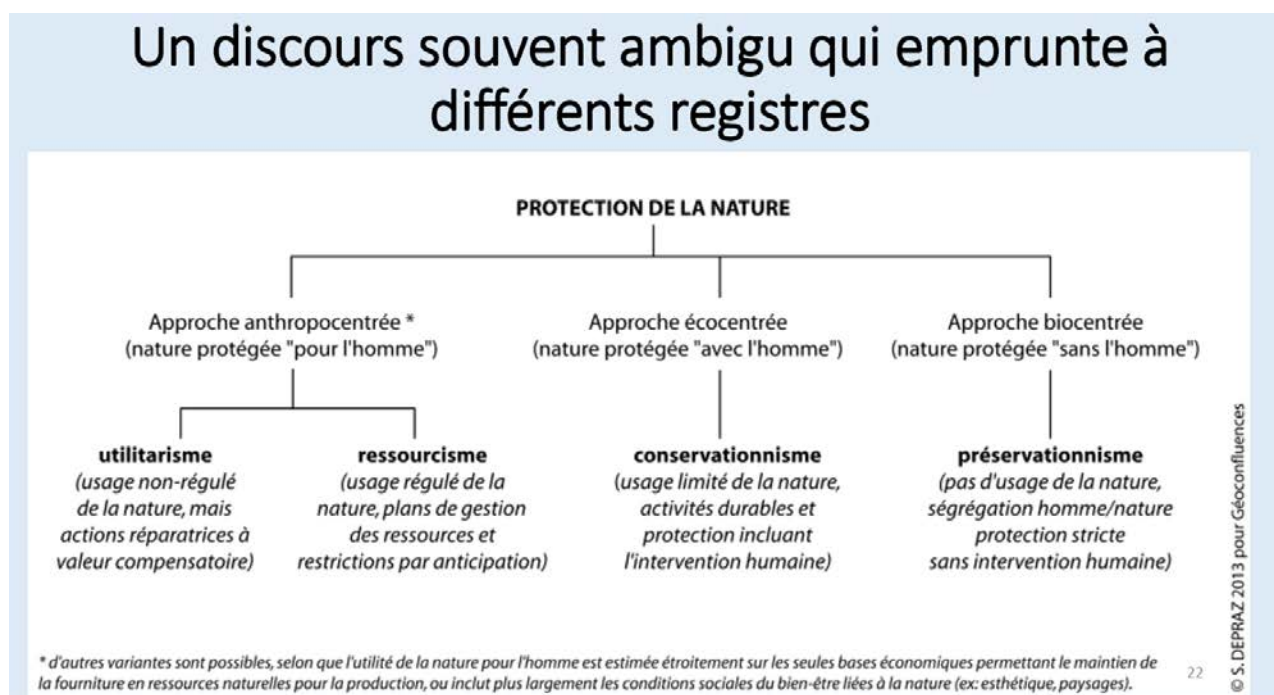 Un discours souvent ambigu qui emprunte à
différents registres
PROTECTION DE LA NATURE
Approche anthropocentrée *
(nature protégée "pour l'homme")
Approche écocentrée
(nature protégée "avec l'homme")
Approche biocentrée
(nature protégée "sans l'homme")
utilitarisme
(usage non-régulé
de la nature, mais
actions réparatrices à
valeur compensatoire)
ressourcisme
(usage régulé de la
nature, plans de gestion
des ressources et
restrictions par anticipation)
conservationnisme
(usage limité de la nature,
activités durables et
protection incluant
l'intervention humaine)
préservationnisme
(pas d'usage de la nature,
ségrégation homme/nature
protection stricte
sans intervention humaine)
* d'autres variantes sont possibles, selon que l'utilité de la nature pour l'homme est estimée étroitement sur les seules bases économiques permettant le maintien de
la fourniture en ressources naturelles pour la production, ou inclut plus largement les conditions sociales du bien-être liées à la nature (ex: esthétique, paysages).
22
© S. DEPRAZ 2013 pour Géoconfluences